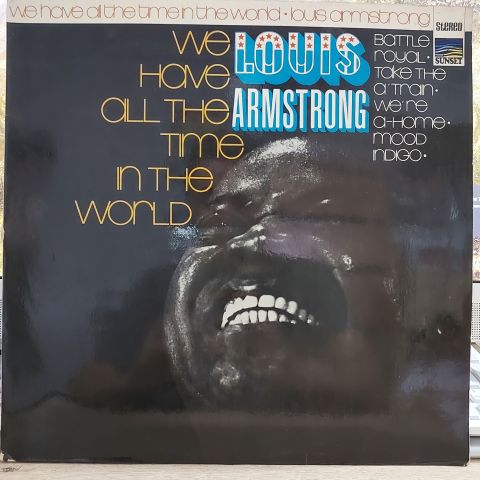 we have all the time in the world • louis armstrong
stereo
SUNSET
we
have
all the
time
in the
world
LOUIS
ARMSTRONG
battle
royal •
take the
a-train •
we're
a-home •
mood
indigo •